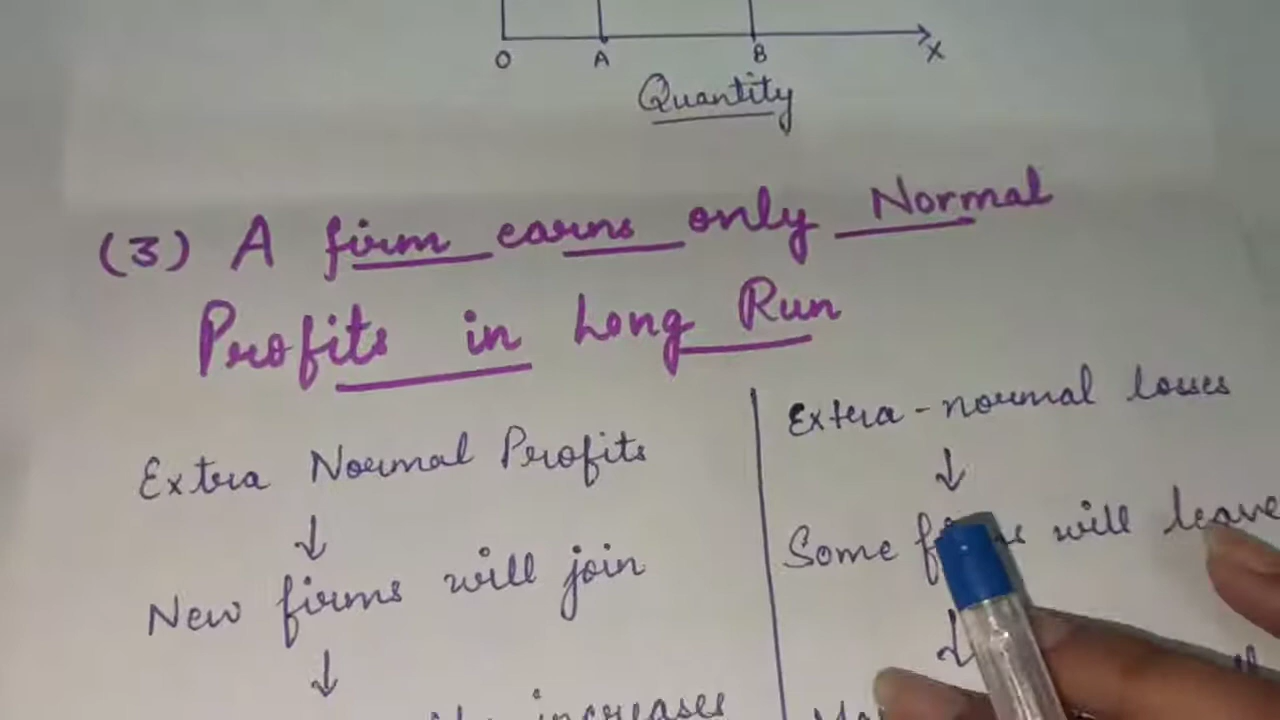 O A B X
Quantity
(3) A firm earns only Normal
Profits in Long Run
Extra Normal Profits
↓
New firms will join
↓
increases
Extra-normal losses
↓
Some will leave
↓